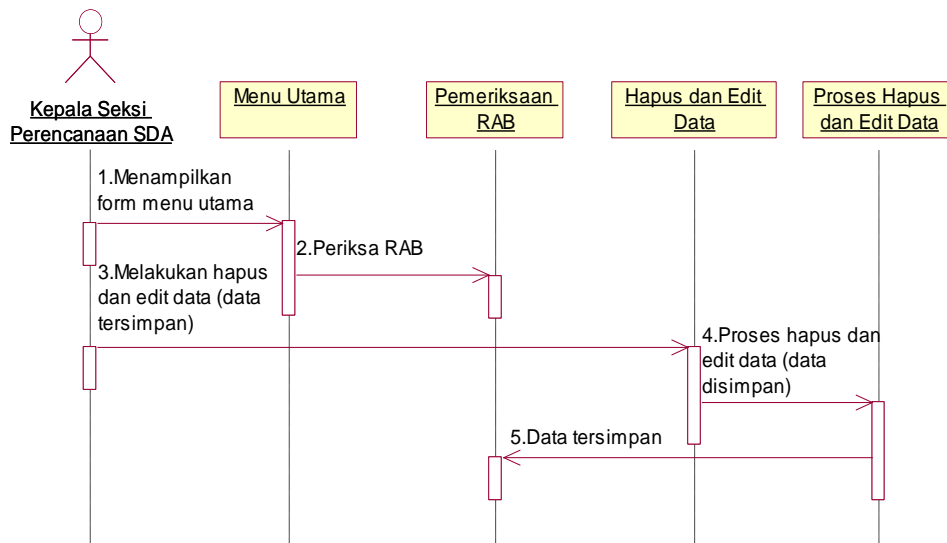 Kepala Seksi
Perencanaan SDA
Menu Utama
Pemeriksaan
RAB
Hapus dan Edit
Data
Proses Hapus
dan Edit Data
1.Menampilkan
form menu utama
2.Periksa RAB
3.Melakukan hapus
dan edit data (data
tersimpan)
4.Proses hapus dan
edit data (data
disimpan)
5.Data tersimpan